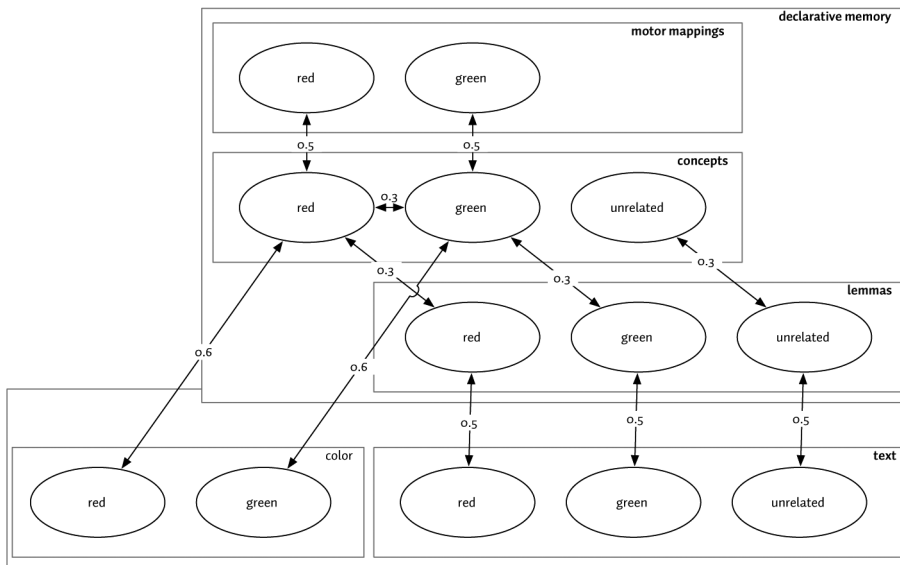 declarative memory
motor mappings
red green
0.5 0.5
concepts
0.3
red green unrelated
0.3 0.3 0.3
lemmas
red green unrelated
0.6 0.6
0.5 0.5 0.5
color text
red green red green unrelated